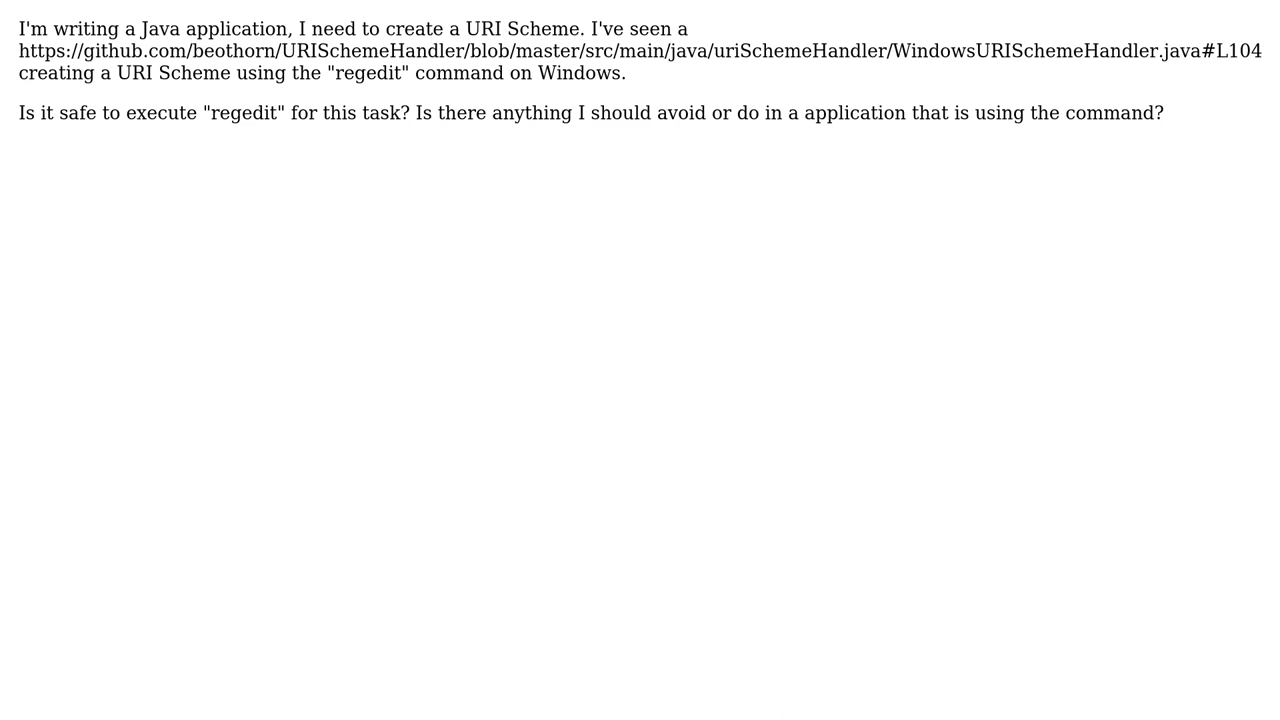 I'm writing a Java application, I need to create a URI Scheme. I've seen a
https://github.com/beothorn/URISchemeHandler/blob/master/src/main/java/uriSchemeHandler/WindowsURISchemeHandler.java#L104
creating a URI Scheme using the "regedit" command on Windows.
Is it safe to execute "regedit" for this task? Is there anything I should avoid or do in a application that is using the command?